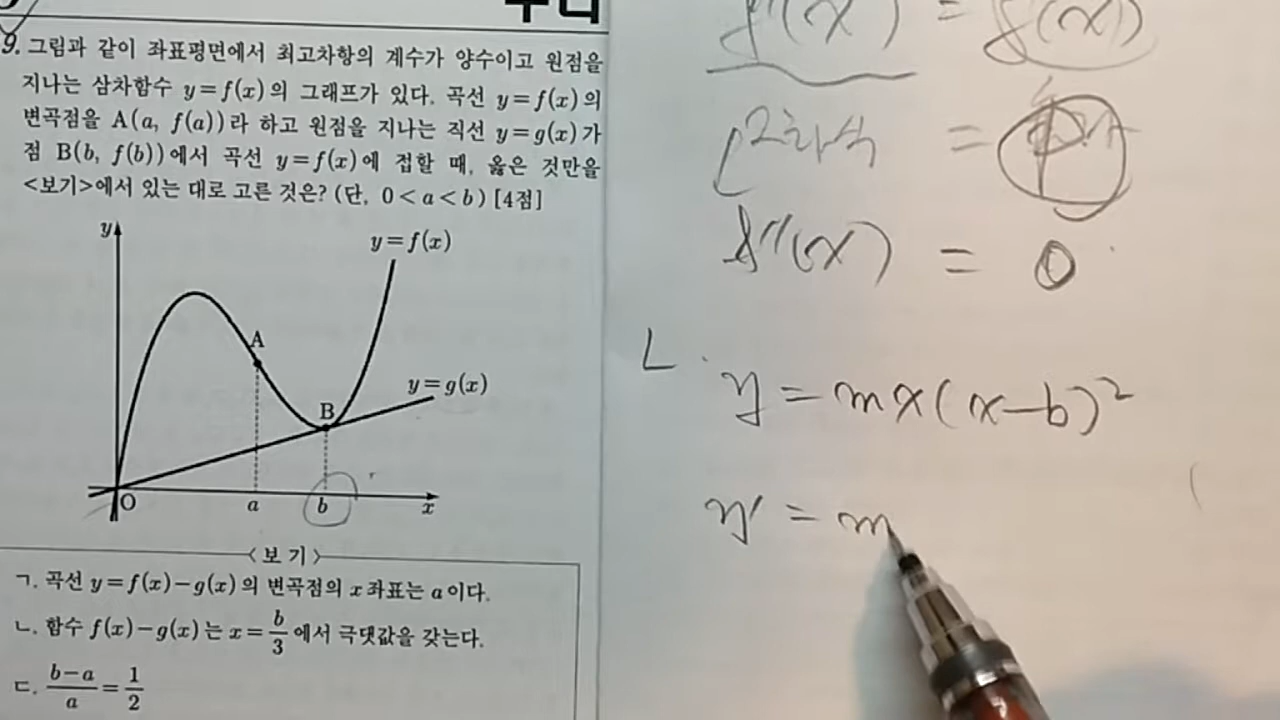 9. 그림과 같이 좌표평면에서 최고차항의 계수가 양수이고 원점을
지나는 삼차함수 y=f(x)의 그래프가 있다. 곡선 y=f(x)의
변곡점을 A(a, f(a))라 하고 원점을 지나는 직선 y=g(x)가
점 B(b, f(b))에서 곡선 y=f(x)에 접할 때, 옳은 것만을
<보기>에서 있는 대로 고른 것은? (단, 0<a<b) [4점]
y
y=f(x)
A
y=g(x)
B
O
a
b
x
<보 기>
ㄱ. 곡선 y=f(x)-g(x)의 변곡점의 x좌표는 a이다.
ㄴ. 함수 f(x)-g(x)는 x=b/3에서 극댓값을 갖는다.
ㄷ. (b-a)/a=1/2
=
2차식 =
f''(x) = 0
ㄴ. y = mx(x-b)²
y' = m